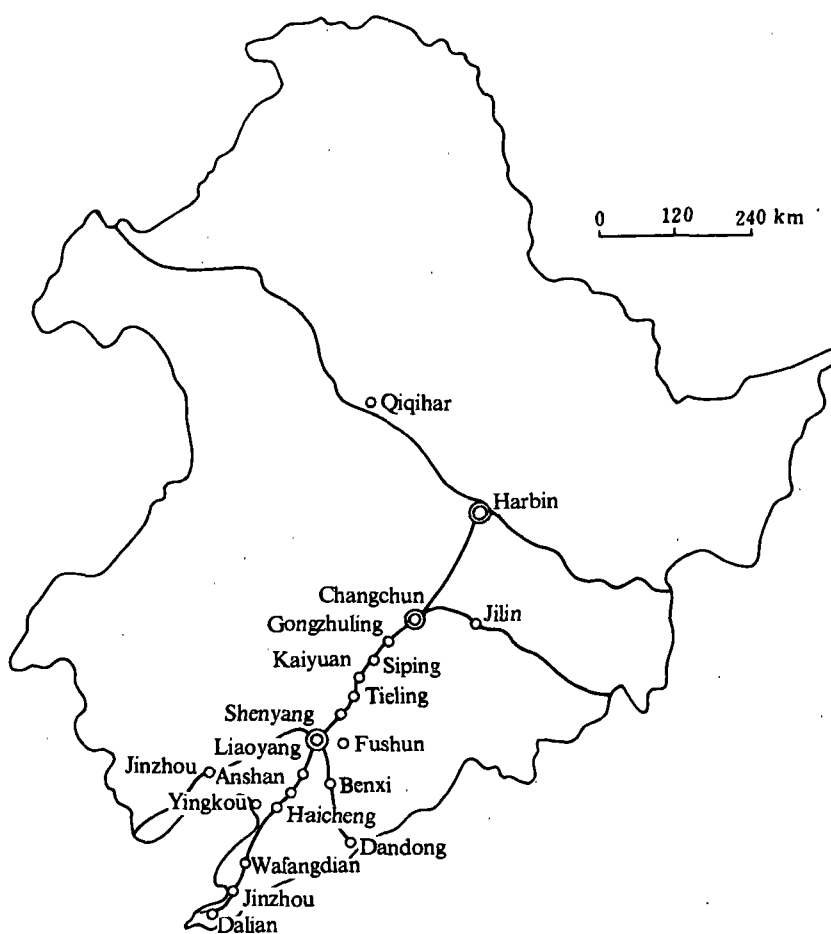 0 120 240 km
Qiqihar
Harbin
Changchun
Jilin
Gongzhuling
Kaiyuan
Siping
Tieling
Shenyang
Liaoyang
Fushun
Jinzhou
Anshan
Benxi
Yingkou
Haicheng
Dandong
Wafangdian
Jinzhou
Dalian